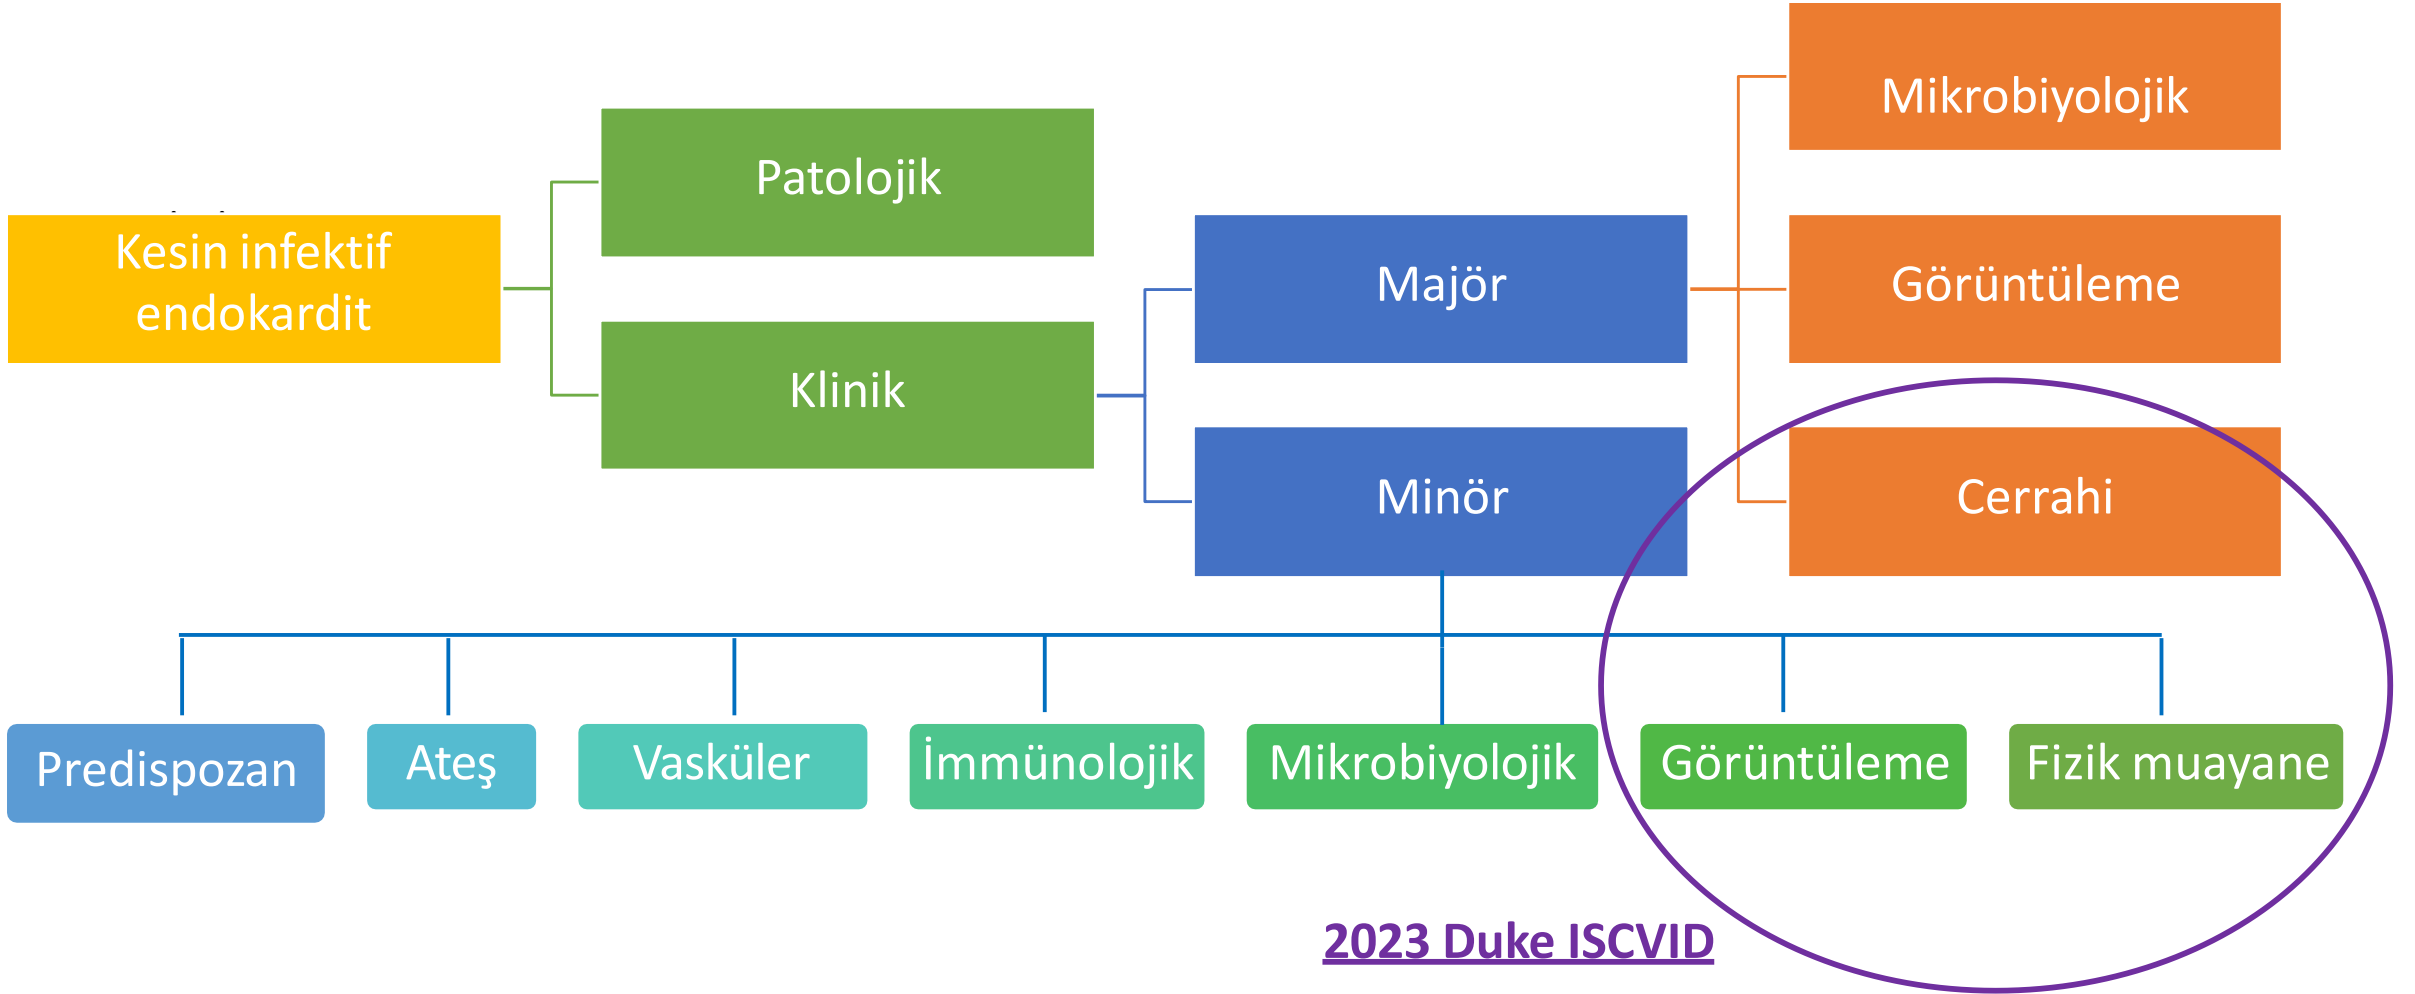 Mikrobiyolojik
Patolojik
Kesin infektif
endokardit
Majör
Görüntüleme
Klinik
Minör
Cerrahi
Predispozan
Ateş
Vasküler
İmmünolojik
Mikrobiyolojik
Görüntüleme
Fizik muayane
2023 Duke ISCVID